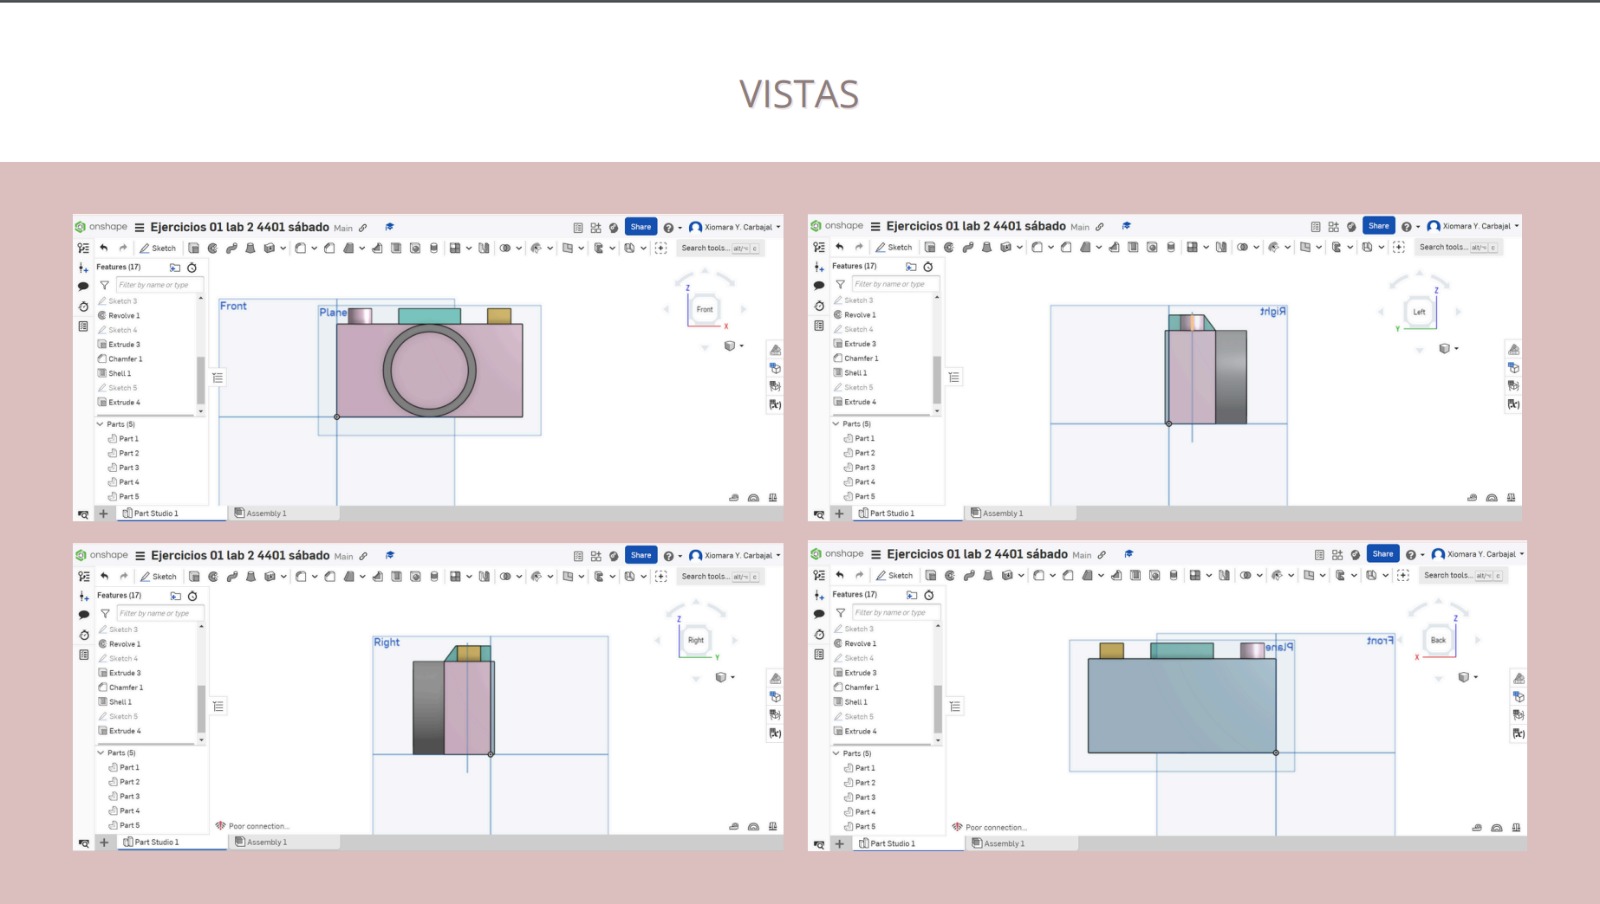 VISTAS
onshape Ejercicios 01 lab 2 4401 sábado Main Share Xiomara Y. Carbajal
Sketch Search tools... alt/⌥ c
Features (17)
Filter by name or type
Sketch 3
Revolve 1
Sketch 4
Extrude 3
Chamfer 1
Shell 1
Sketch 5
Extrude 4
Parts (5)
Part 1
Part 2
Part 3
Part 4
Part 5
Front
Plane
Z
Front
X
Part Studio 1 Assembly 1
onshape Ejercicios 01 lab 2 4401 sábado Main Share Xiomara Y. Carbajal
Sketch Search tools... alt/⌥ c
Features (17)
Filter by name or type
Sketch 3
Revolve 1
Sketch 4
Extrude 3
Chamfer 1
Shell 1
Sketch 5
Extrude 4
Parts (5)
Part 1
Part 2
Part 3
Part 4
Part 5
Right
Z
Left
Y
Part Studio 1 Assembly 1
onshape Ejercicios 01 lab 2 4401 sábado Main Share Xiomara Y. Carbajal
Sketch Search tools... alt/⌥ c
Features (17)
Filter by name or type
Sketch 3
Revolve 1
Sketch 4
Extrude 3
Chamfer 1
Shell 1
Sketch 5
Extrude 4
Parts (5)
Part 1
Part 2
Part 3
Part 4
Part 5
Right
Z
Right
Y
Poor connection...
Part Studio 1 Assembly 1
onshape Ejercicios 01 lab 2 4401 sábado Main Share Xiomara Y. Carbajal
Sketch Search tools... alt/⌥ c
Features (17)
Filter by name or type
Sketch 3
Revolve 1
Sketch 4
Extrude 3
Chamfer 1
Shell 1
Sketch 5
Extrude 4
Parts (5)
Part 1
Part 2
Part 3
Part 4
Part 5
Plane
Front
Z
Back
X
Poor connection...
Part Studio 1 Assembly 1